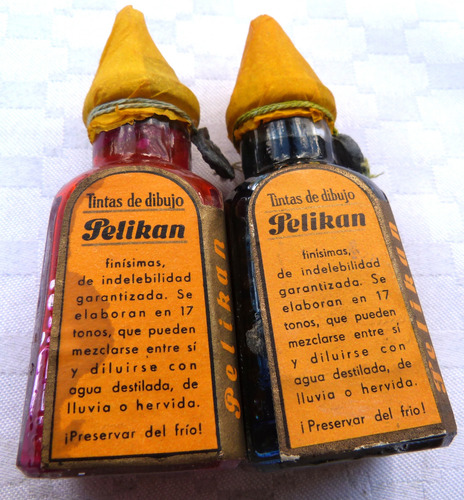 Tintas de dibujo
Pelikan
finísimas,
de indelebilidad
garantizada. Se
elaboran en 17
tonos, que pueden
mezclarse entre sí
y diluirse con
agua destilada, de
lluvia o hervida.
¡Preservar del frío!
Pelikan
Tintas de dibujo
Pelikan
finísimas,
de indelebilidad
garantizada. Se
elaboran en 17
tonos, que pueden
mezclarse entre sí
y diluirse con
agua destilada, de
lluvia o hervida.
¡Preservar del frío!
Pelikan